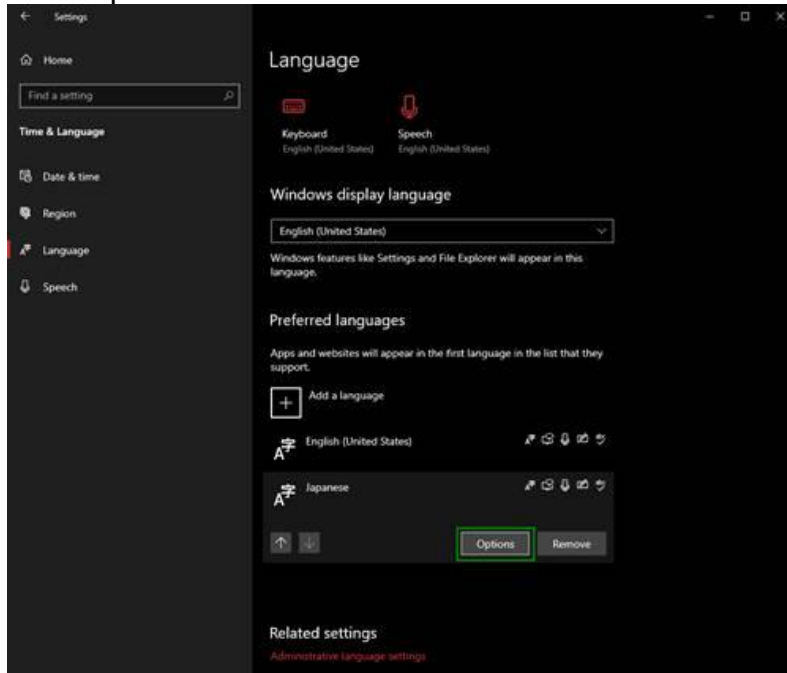 Settings
Home
Find a setting
Time & Language
Date & time
Region
Language
Speech
Language
Keyboard
English (United States)
Speech
English (United States)
Windows display language
English (United States)
Windows features like Settings and File Explorer will appear in this
language.
Preferred languages
Apps and websites will appear in the first language in the list that they
support.
Add a language
English (United States)
Japanese
Options
Remove
Related settings
Administrative language settings